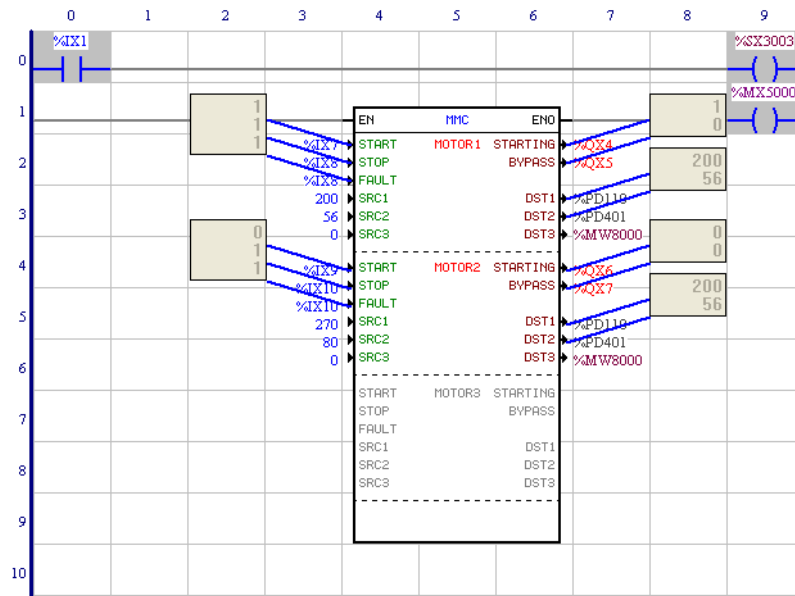 0 1 2 3 4 5 6 7 8 9
%IX1 %SX3003
0
%MX5000
1 1 EN MMC ENO 1
1 0
1
%IX7 START MOTOR1 STARTING %QX4
%IX8 STOP BYPASS %QX5
2 %IX8 FAULT 200
56
200 SRC1 DST1 %PD110
3 56 SRC2 DST2 %PD401
0 SRC3 DST3 %MW8000
0 0
1 0
1
4 %IX9 START MOTOR2 STARTING %QX6
%IX10 STOP BYPASS %QX7
%IX10 FAULT 200
56
5 270 SRC1 DST1 %PD110
80 SRC2 DST2 %PD401
6 0 SRC3 DST3 %MW8000
START MOTOR3 STARTING
7 STOP BYPASS
FAULT
SRC1 DST1
8 SRC2 DST2
SRC3 DST3
9
10